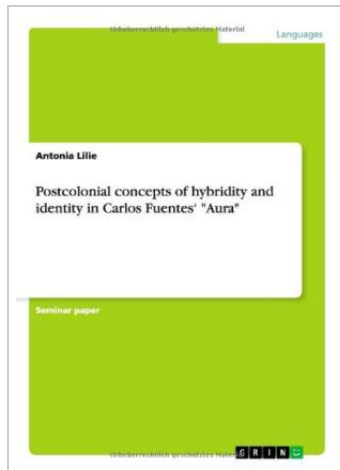 Urheberrechtlich geschütztes Material
Languages
Antonia Lilie
Postcolonial concepts of hybridity and
identity in Carlos Fuentes' "Aura"
Seminar paper
Urheberrechtlich geschütztes Material
GRIN